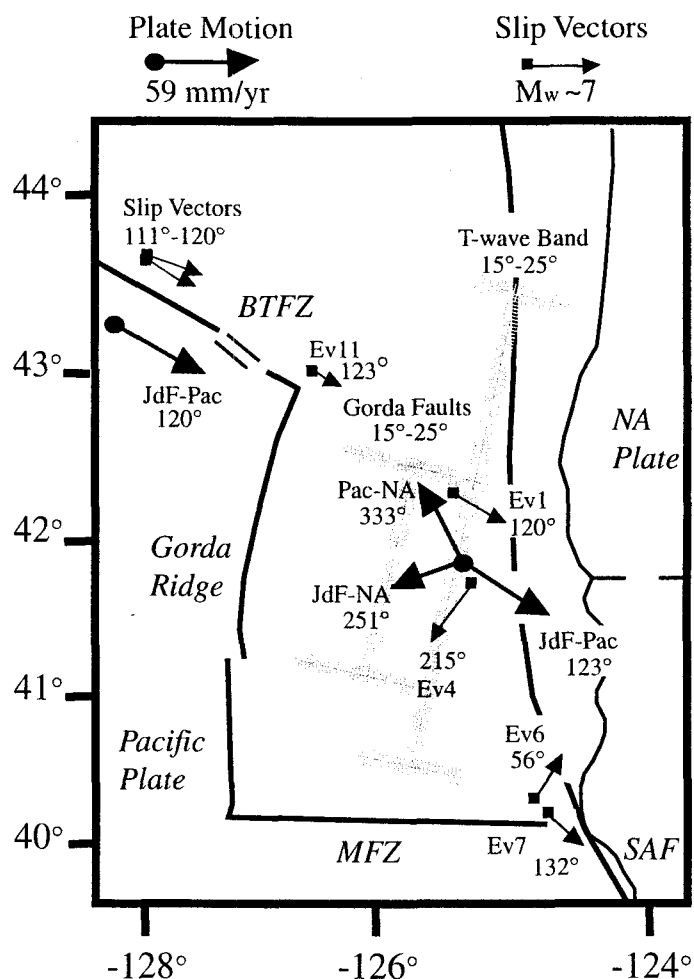 Plate Motion
59 mm/yr
Slip Vectors
Mw ~7
44°
43°
42°
41°
40°
Slip Vectors
111°-120°
T-wave Band
15°-25°
BTFZ
Ev11
123°
JdF-Pac
120°
Gorda Faults
15°-25°
NA
Plate
Pac-NA
333°
Ev1
120°
Gorda
Ridge
JdF-NA
251°
JdF-Pac
123°
215°
Ev4
Pacific
Plate
Ev6
56°
MFZ
Ev7
132°
SAF
-128°
-126°
-124°